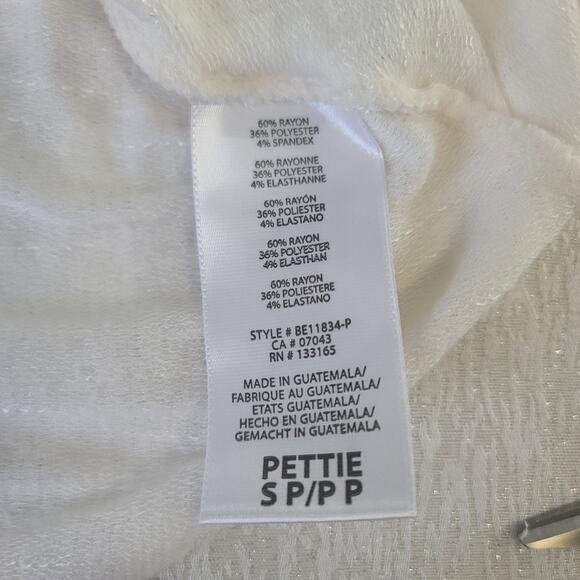 60% RAYON
36% POLYESTER
4% SPANDEX
60% RAYONNE
36% POLYESTER
4% ELASTHANNE
60% RAYÓN
36% POLIESTER
4% ELASTANO
60% RAYON
36% POLYESTER
4% ELASTHAN
60% RAYON
36% POLIESTERE
4% ELASTANO
STYLE # BE11834-P
CA # 07043
RN # 133165
MADE IN GUATEMALA/
FABRIQUE AU GUATEMALA/
ETATS GUATEMALA/
HECHO EN GUATEMALA/
GEMACHT IN GUATEMALA
PETTIE
S P/P P